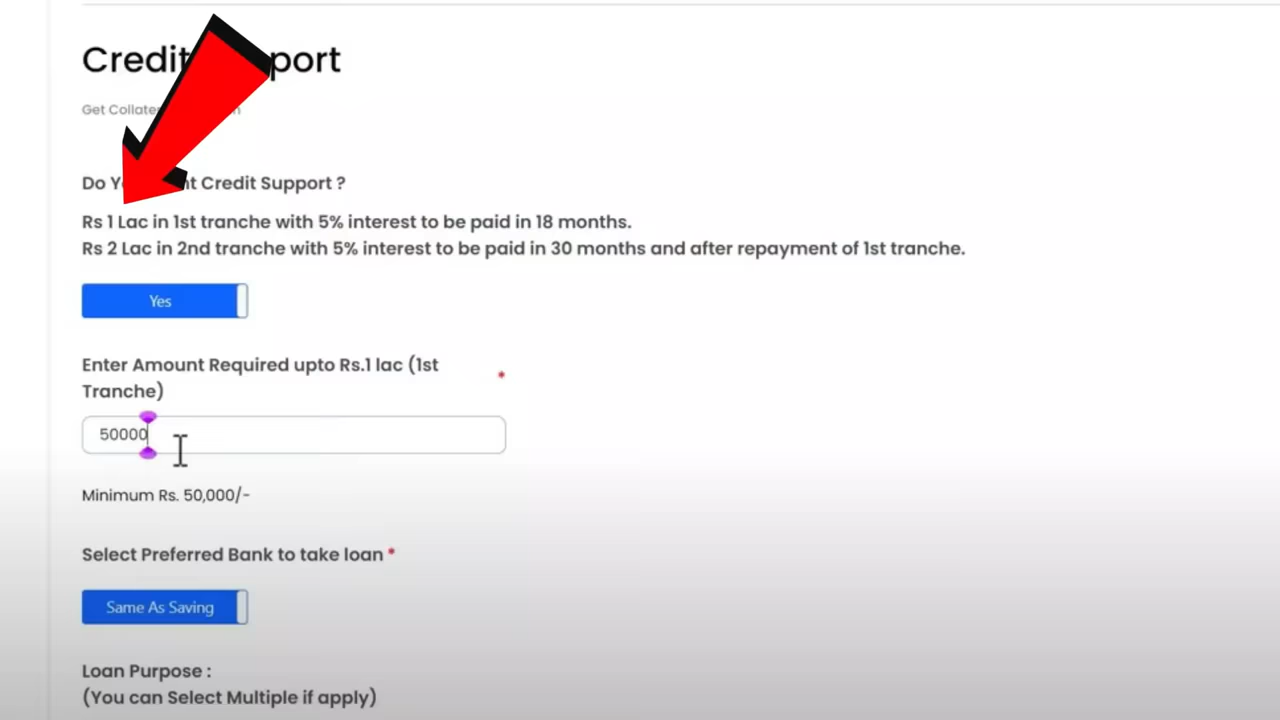 Credit port
Get
Do nt Credit Support ?
Rs 1 Lac in 1st tranche with 5% interest to be paid in 18 months.
Rs 2 Lac in 2nd tranche with 5% interest to be paid in 30 months and after repayment of 1st tranche.
Yes
Enter Amount Required upto Rs.1 lac (1st
Tranche) *
50000
Minimum Rs. 50,000/-
Select Preferred Bank to take loan *
Same As Saving
Loan Purpose :
(You can Select Multiple if apply)